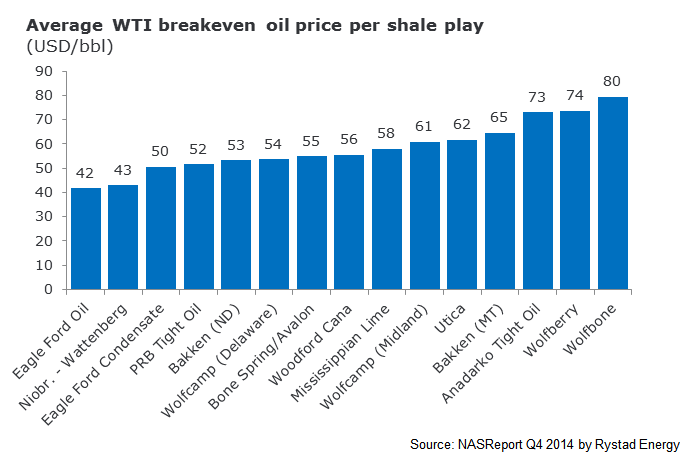 Average WTI breakeven oil price per shale play
(USD/bbl)
90
80
70
60
50
40
30
20
10
0
42
43
50
52
53
54
55
56
58
61
62
65
73
74
80
Eagle Ford Oil
Niobr. - Wattenberg
Eagle Ford Condensate
PRB Tight Oil
Bakken (ND)
Wolfcamp (Delaware)
Bone Spring/Avalon
Woodford Cana
Mississippian Lime
Wolfcamp (Midland)
Utica
Bakken (MT)
Anadarko Tight Oil
Wolfberry
Wolfbone
Source: NASReport Q4 2014 by Rystad Energy